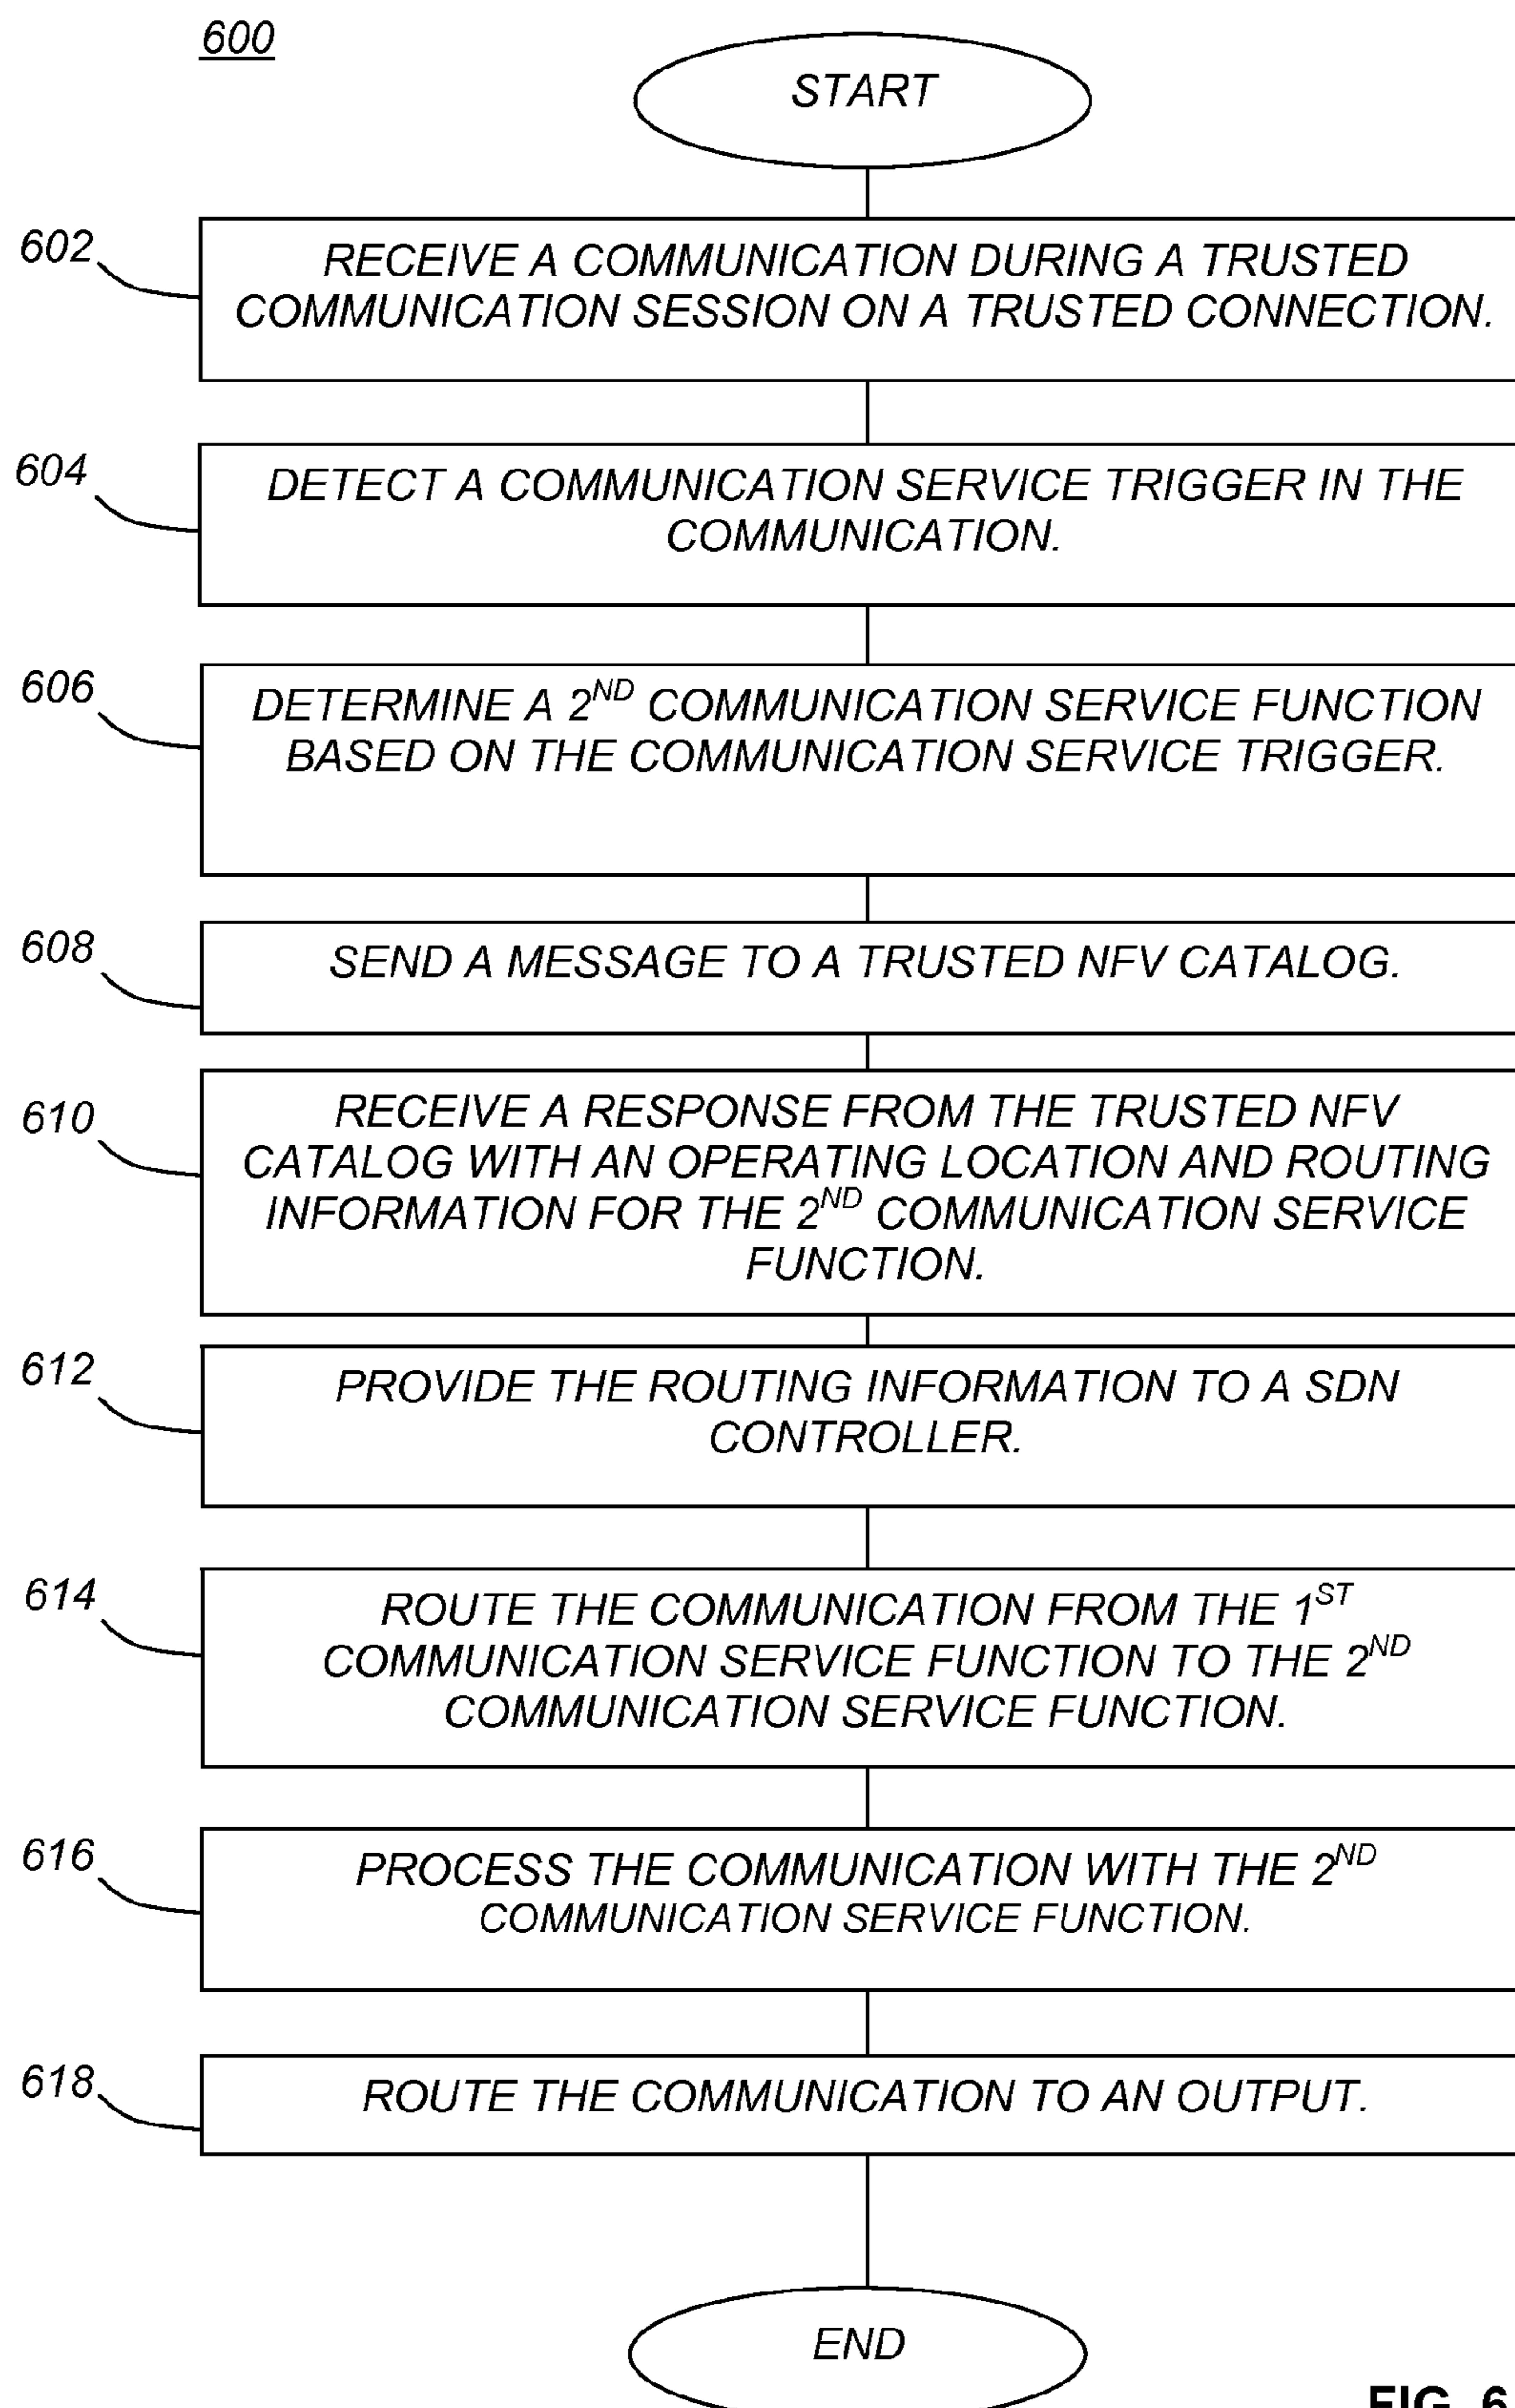 600
START
602
RECEIVE A COMMUNICATION DURING A TRUSTED
COMMUNICATION SESSION ON A TRUSTED CONNECTION.
604
DETECT A COMMUNICATION SERVICE TRIGGER IN THE
COMMUNICATION.
606
DETERMINE A 2ND COMMUNICATION SERVICE FUNCTION
BASED ON THE COMMUNICATION SERVICE TRIGGER.
608
SEND A MESSAGE TO A TRUSTED NFV CATALOG.
610
RECEIVE A RESPONSE FROM THE TRUSTED NFV
CATALOG WITH AN OPERATING LOCATION AND ROUTING
INFORMATION FOR THE 2ND COMMUNICATION SERVICE
FUNCTION.
612
PROVIDE THE ROUTING INFORMATION TO A SDN
CONTROLLER.
614
ROUTE THE COMMUNICATION FROM THE 1ST
COMMUNICATION SERVICE FUNCTION TO THE 2ND
COMMUNICATION SERVICE FUNCTION.
616
PROCESS THE COMMUNICATION WITH THE 2ND
COMMUNICATION SERVICE FUNCTION.
618
ROUTE THE COMMUNICATION TO AN OUTPUT.
END
FIG. 6